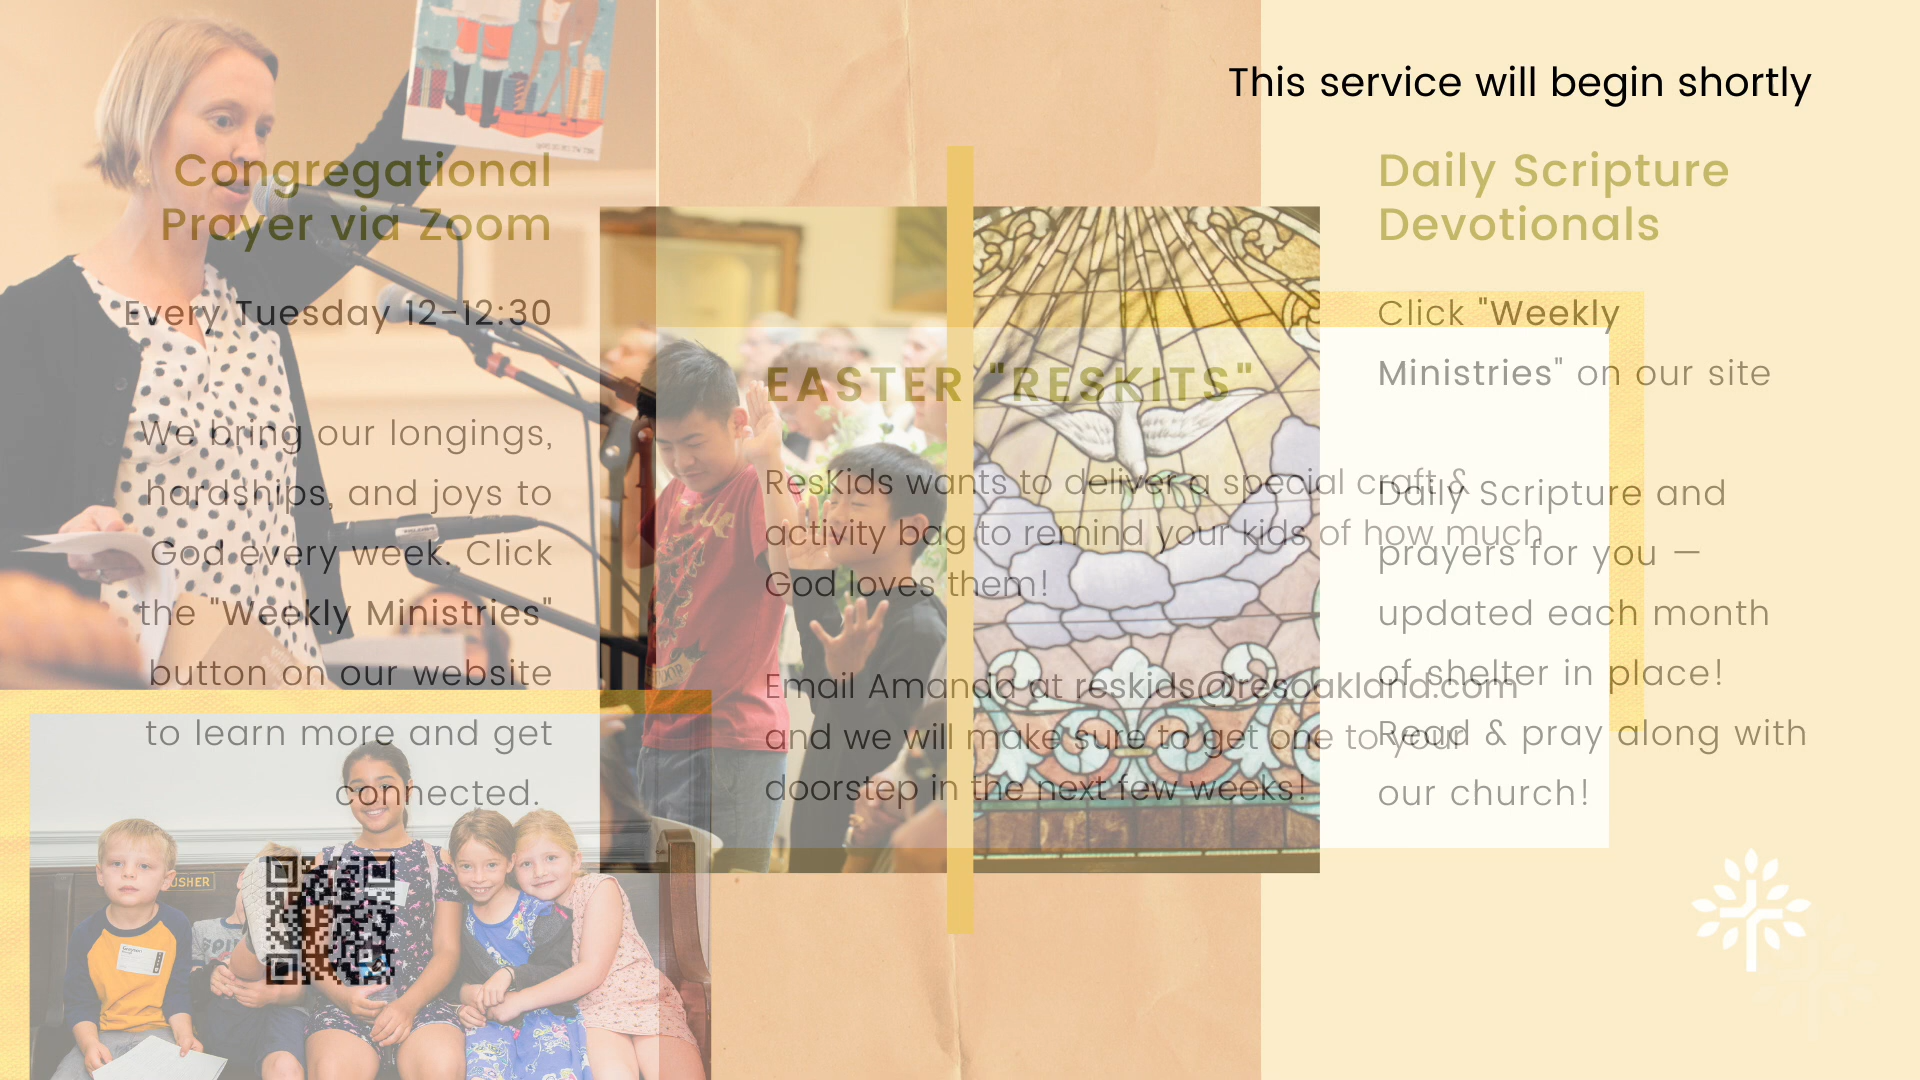 This service will begin shortly
Congregational
Prayer via Zoom
Every Tuesday 12-12:30
We bring our longings,
hardships, and joys to
God every week. Click
the "Weekly Ministries"
button on our website
to learn more and get
connected.
EASTER "RESKITS"
ResKids wants to deliver a special craft &
activity bag to remind your kids of how much
God loves them!
Email Amanda at reskids@resoakland.com
and we will make sure to get one to your
doorstep in the next few weeks!
Daily Scripture
Devotionals
Click "Weekly
Ministries" on our site
Daily Scripture and
prayers for you —
updated each month
of shelter in place!
Read & pray along with
our church!
USHER